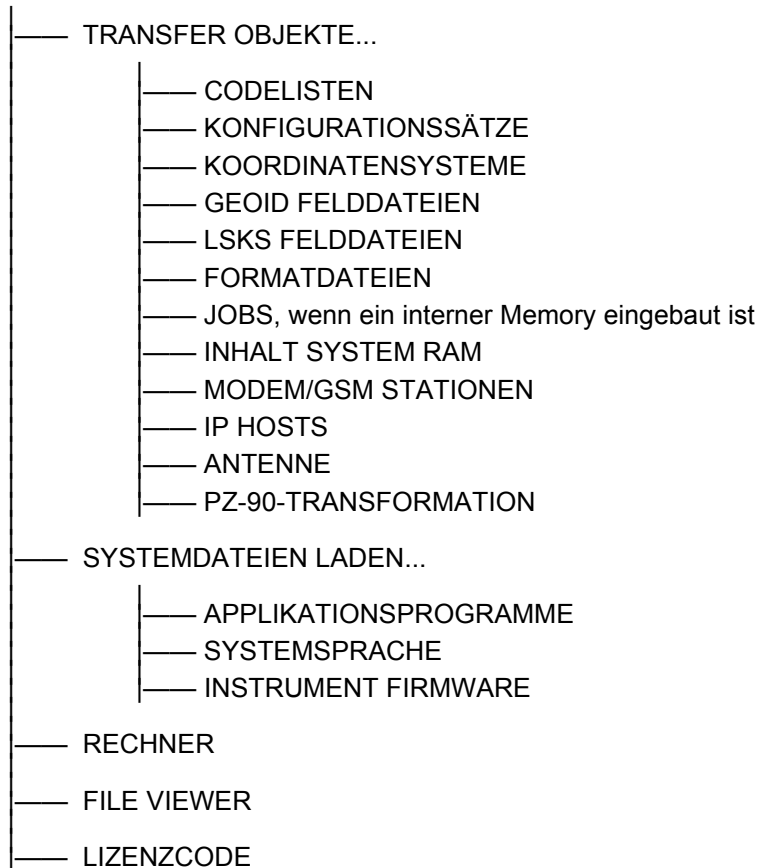 TRANSFER OBJEKTE...
CODELISTEN
KONFIGURATIONSSÄTZE
KOORDINATENSYSTEME
GEOID FELDDATEIEN
LSKS FELDDATEIEN
FORMATDATEIEN
JOBS, wenn ein interner Memory eingebaut ist
INHALT SYSTEM RAM
MODEM/GSM STATIONEN
IP HOSTS
ANTENNE
PZ-90-TRANSFORMATION
SYSTEMDATEIEN LADEN...
APPLIKATIONSPROGRAMME
SYSTEMSPRACHE
INSTRUMENT FIRMWARE
RECHNER
FILE VIEWER
LIZENZCODE